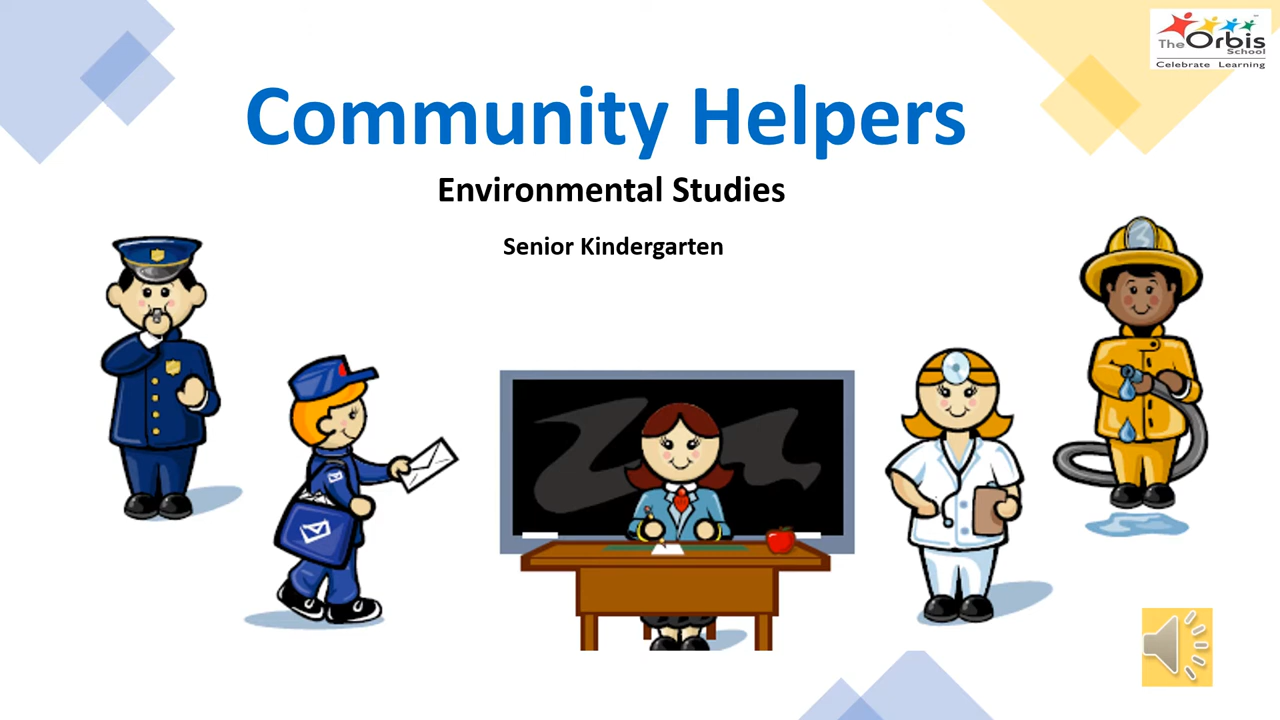 The Orbis
School
Celebrate Learning
Community Helpers
Environmental Studies
Senior Kindergarten